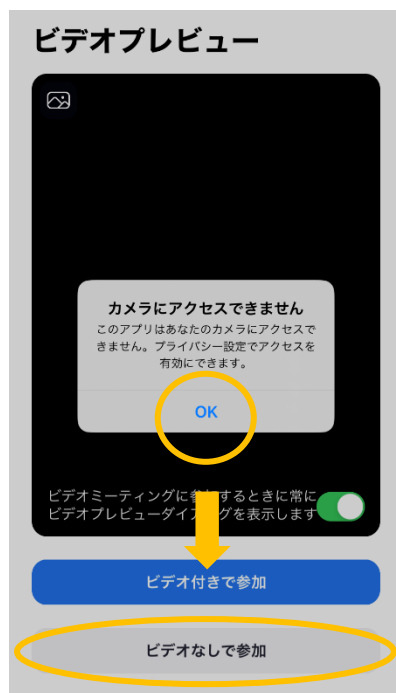 ビデオプレビュー
カメラにアクセスできません
このアプリはあなたのカメラにアクセスで
きません。プライバシー設定でアクセスを
有効にできます。
OK
ビデオミーティングに参加するときに常に
ビデオプレビューダイアログを表示します
ビデオ付きで参加
ビデオなしで参加